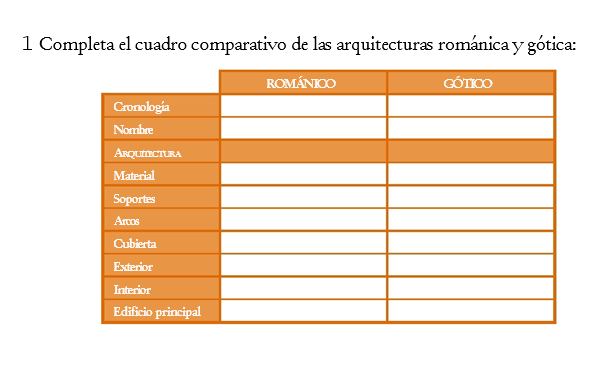 1 Completa el cuadro comparativo de las arquitecturas románica y gótica:
ROMÁNICO GÓTICO
Cronología
Nombre
ARQUITECTURA
Material
Soportes
Arcos
Cubierta
Exterior
Interior
Edificio principal